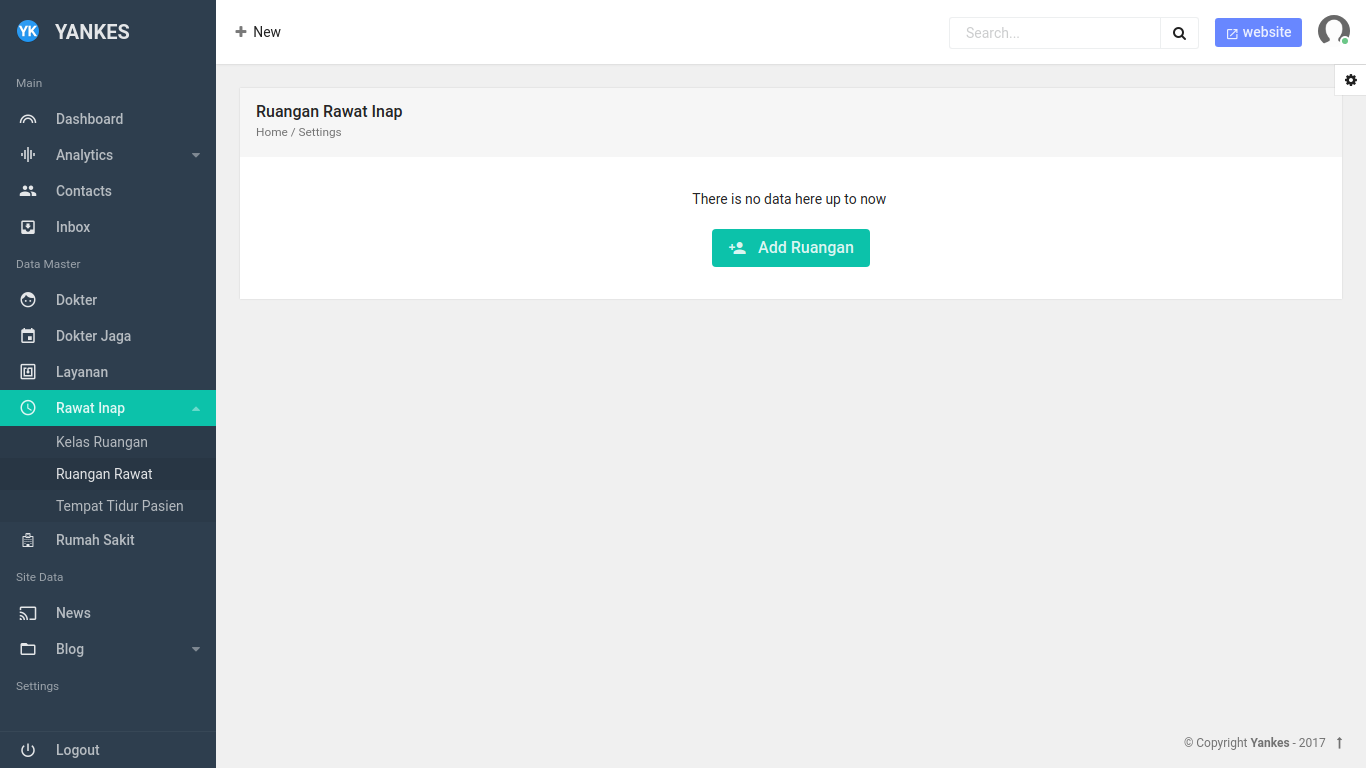 YK YANKES
Main
Dashboard
Analytics
Contacts
Inbox
Data Master
Dokter
Dokter Jaga
Layanan
Rawat Inap
Kelas Ruangan
Ruangan Rawat
Tempat Tidur Pasien
Rumah Sakit
Site Data
News
Blog
Settings
Logout
New
Search...
website
Ruangan Rawat Inap
Home / Settings
There is no data here up to now
Add Ruangan
© Copyright Yankes - 2017